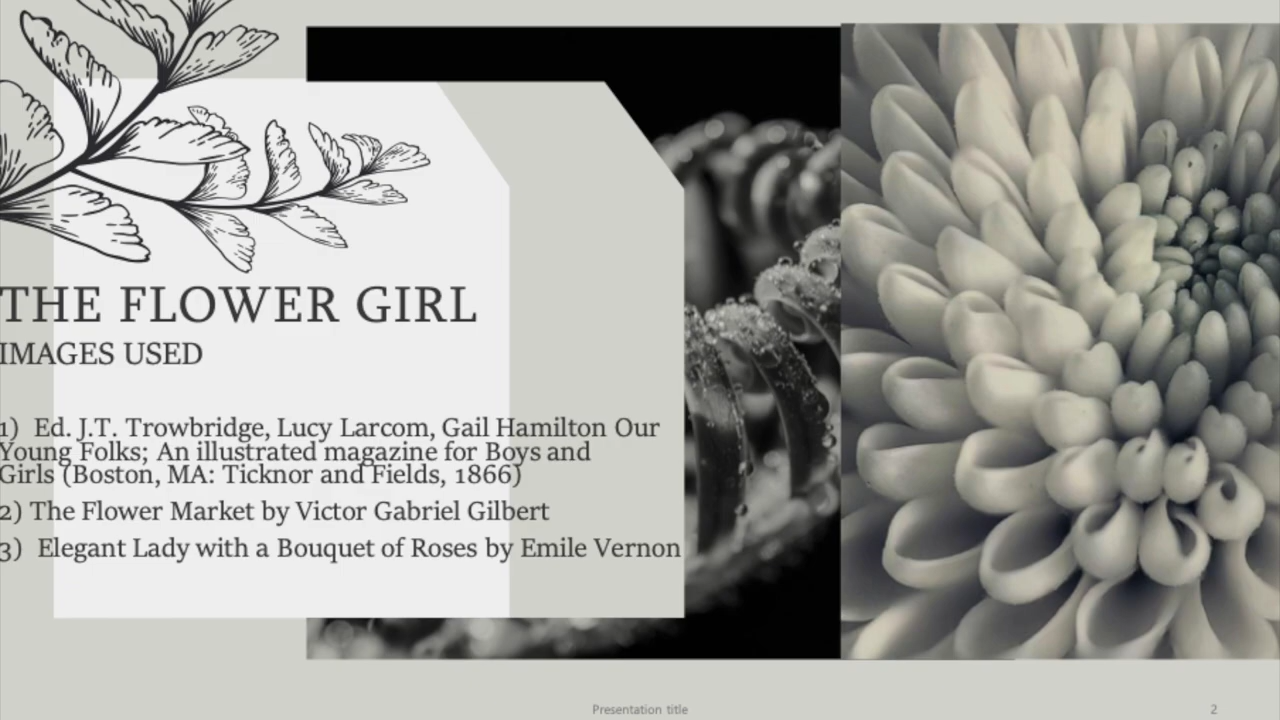 THE FLOWER GIRL
IMAGES USED
1) Ed. J.T. Trowbridge, Lucy Larcom, Gail Hamilton Our
Young Folks; An illustrated magazine for Boys and
Girls (Boston, MA: Ticknor and Fields, 1866)
2) The Flower Market by Victor Gabriel Gilbert
3) Elegant Lady with a Bouquet of Roses by Emile Vernon
Presentation title
2